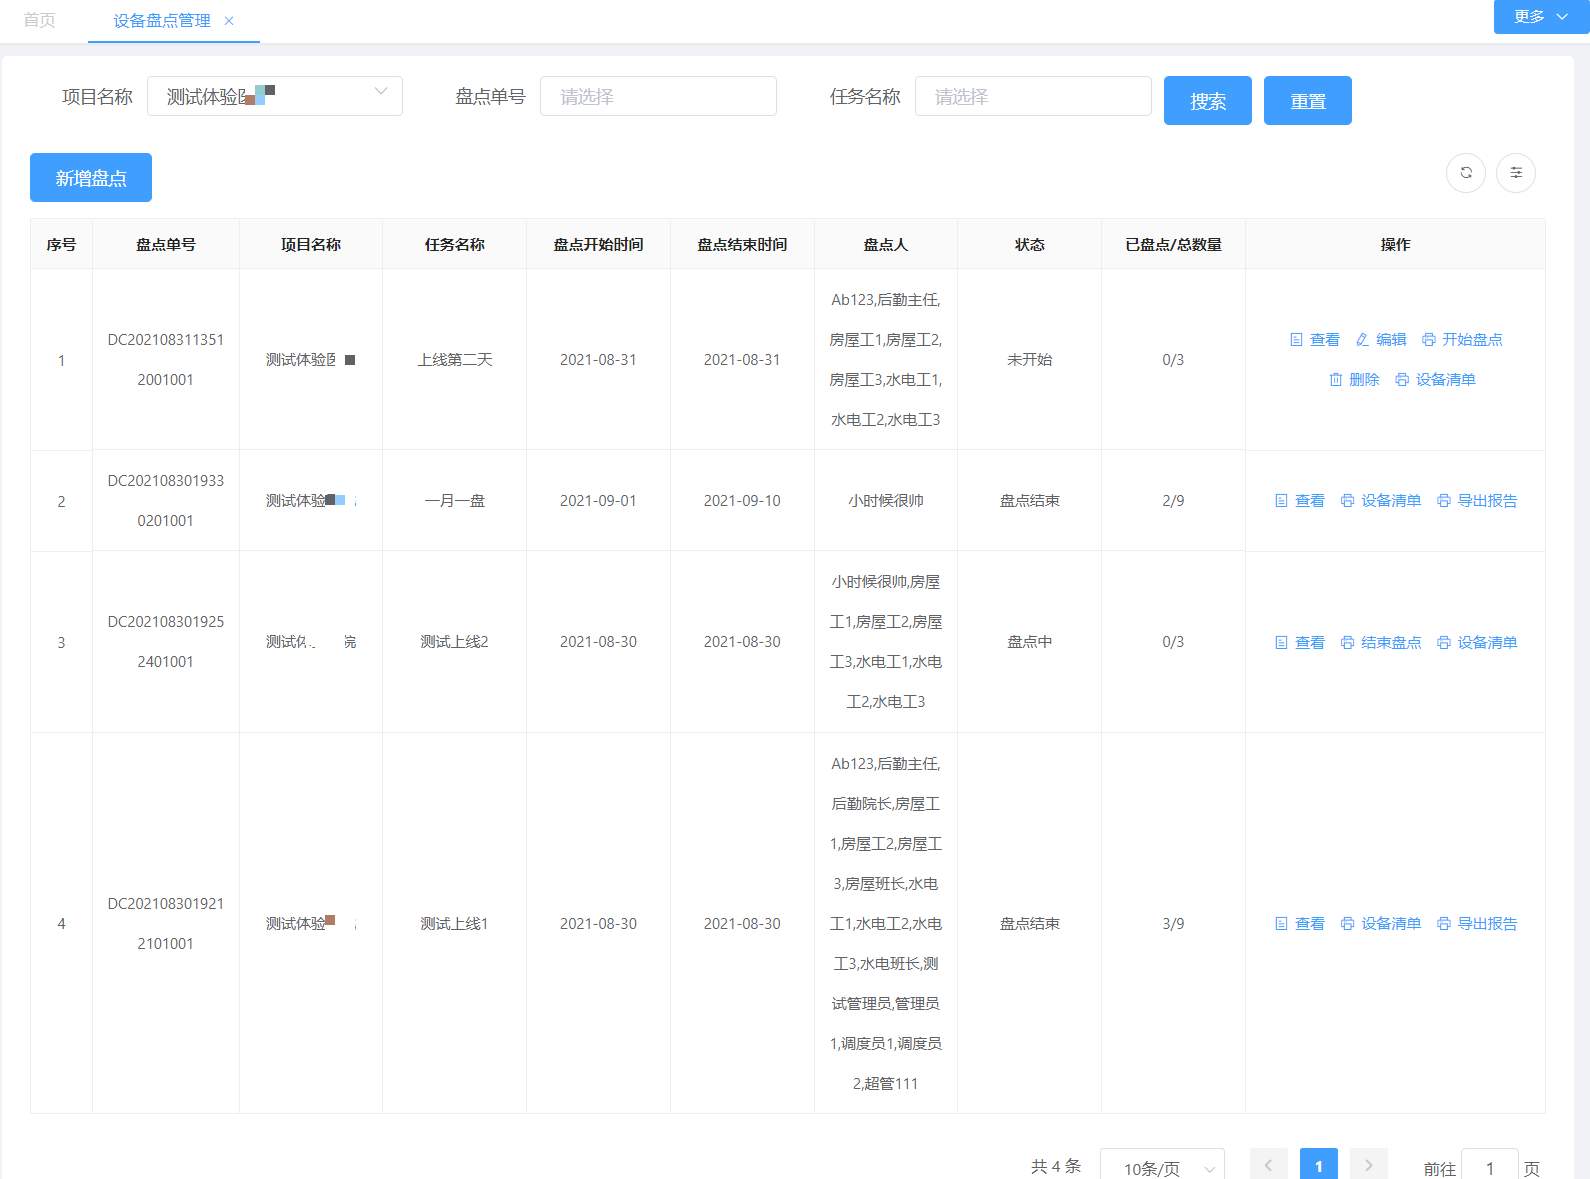 首页
设备盘点管理
更多
项目名称
测试体验
盘点单号
请选择
任务名称
请选择
搜索
重置
新增盘点
序号
盘点单号
项目名称
任务名称
盘点开始时间
盘点结束时间
盘点人
状态
已盘点/总数量
操作
1
DC202108311351
2001001
测试体验
上线第二天
2021-08-31
2021-08-31
Ab123,后勤主任,
房屋工1,房屋工2,
房屋工3,水电工1,
水电工2,水电工3
未开始
0/3
查看 编辑 开始盘点
删除 设备清单
2
DC202108301933
0201001
测试体验
一月一盘
2021-09-01
2021-09-10
小时候很帅
盘点结束
2/9
查看 设备清单 导出报告
3
DC202108301925
2401001
测试
测试上线2
2021-08-30
2021-08-30
小时候很帅,房屋
工1,房屋工2,房屋
工3,水电工1,水电
工2,水电工3
盘点中
0/3
查看 结束盘点 设备清单
4
DC202108301921
2101001
测试体验
测试上线1
2021-08-30
2021-08-30
Ab123,后勤主任,
后勤院长,房屋工
1,房屋工2,房屋工
3,房屋班长,水电
工1,水电工2,水电
工3,水电班长,测
试管理员,管理员
1,调度员1,调度员
2,超管111
盘点结束
3/9
查看 设备清单 导出报告
共 4 条
10条/页
1
前往 1 页